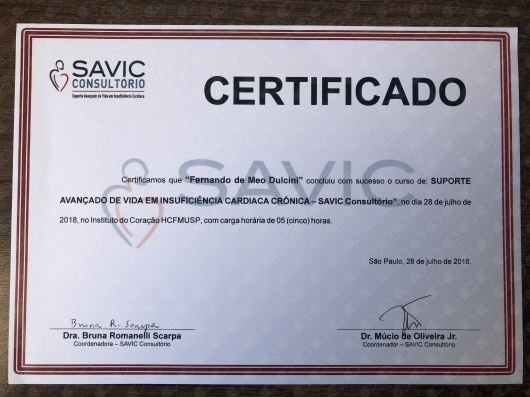 SAVIC
CONSULTÓRIO
Suporte Avançado de Vida em Insuficiência Cardíaca
CERTIFICADO
SAVIC
Certificamos que "Fernando de Meo Dulcini" concluiu com sucesso o curso de: SUPORTE
AVANÇADO DE VIDA EM INSUFICIÊNCIA CARDIACA CRÔNICA – SAVIC Consultório", no dia 28 de julho de
2018, no Instituto do Coração HCFMUSP, com carga horária de 05 (cinco) horas.
São Paulo, 28 de julho de 2018.
Bruna R. Scarpa
Dra. Bruna Romanelli Scarpa
Coordenadora – SAVIC Consultório
Dr. Múcio de Oliveira Jr.
Coordenador – SAVIC Consultório